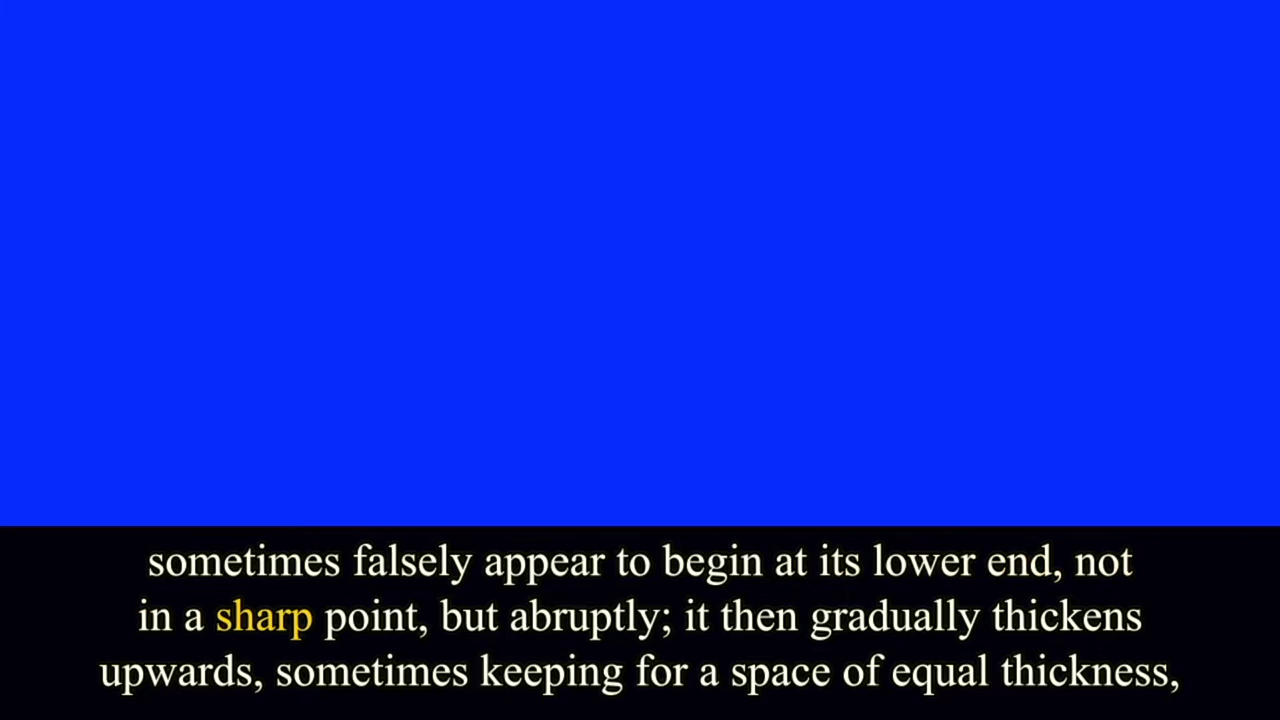 sometimes falsely appear to begin at its lower end, not
in a sharp point, but abruptly; it then gradually thickens
upwards, sometimes keeping for a space of equal thickness,